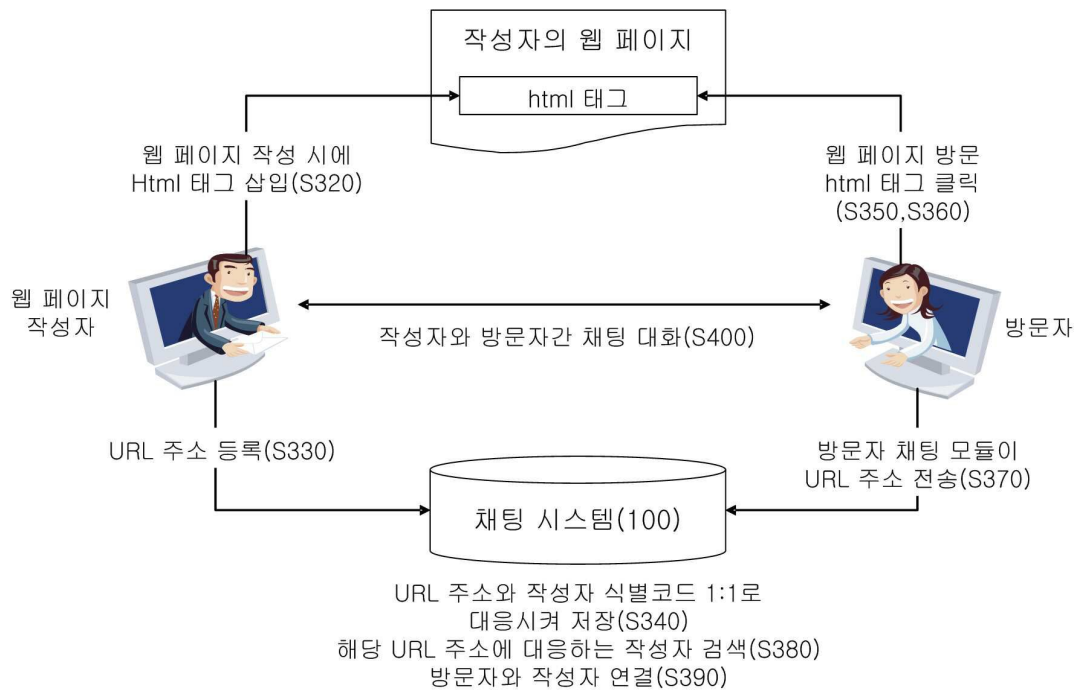 작성자의 웹 페이지
html 태그
웹 페이지 작성 시에
Html 태그 삽입(S320)
웹 페이지 방문
html 태그 클릭
(S350,S360)
웹 페이지
작성자
작성자와 방문자간 채팅 대화(S400)
방문자
URL 주소 등록(S330)
방문자 채팅 모듈이
URL 주소 전송(S370)
채팅 시스템(100)
URL 주소와 작성자 식별코드 1:1로
대응시켜 저장(S340)
해당 URL 주소에 대응하는 작성자 검색(S380)
방문자와 작성자 연결(S390)